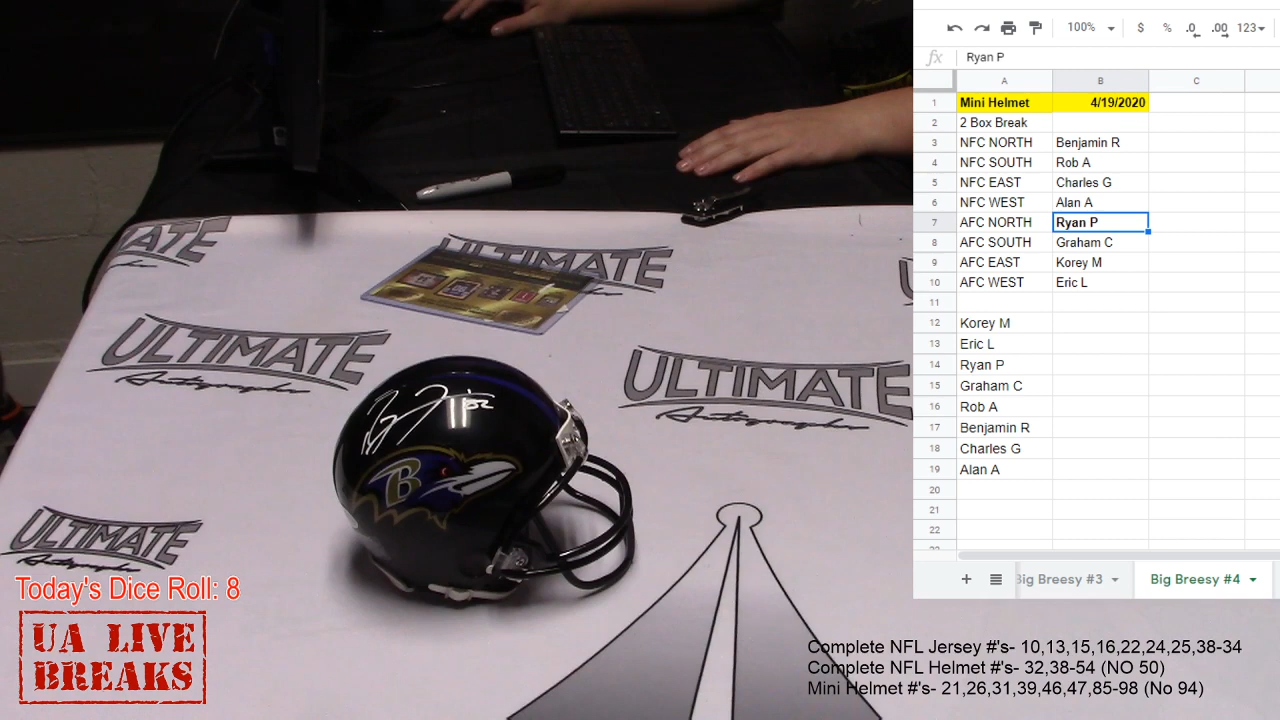 100%
$ % .0 .00 123
fx Ryan P
A B C
1 Mini Helmet 4/19/2020
2 2 Box Break
3 NFC NORTH Benjamin R
4 NFC SOUTH Rob A
5 NFC EAST Charles G
6 NFC WEST Alan A
7 AFC NORTH Ryan P
8 AFC SOUTH Graham C
9 AFC EAST Korey M
10 AFC WEST Eric L
11
12 Korey M
13 Eric L
14 Ryan P
15 Graham C
16 Rob A
17 Benjamin R
18 Charles G
19 Alan A
20
21
22
+ Big Breesy #3 Big Breesy #4
ATE
ULTIMATE
ULTIMATE
Autographs
ULTIMATE
Autographs
ULTIMATE
Autographs
B
52
Today's Dice Roll: 8
UA LIVE
BREAKS
Complete NFL Jersey #'s- 10,13,15,16,22,24,25,38-34
Complete NFL Helmet #'s- 32,38-54 (NO 50)
Mini Helmet #'s- 21,26,31,39,46,47,85-98 (No 94)